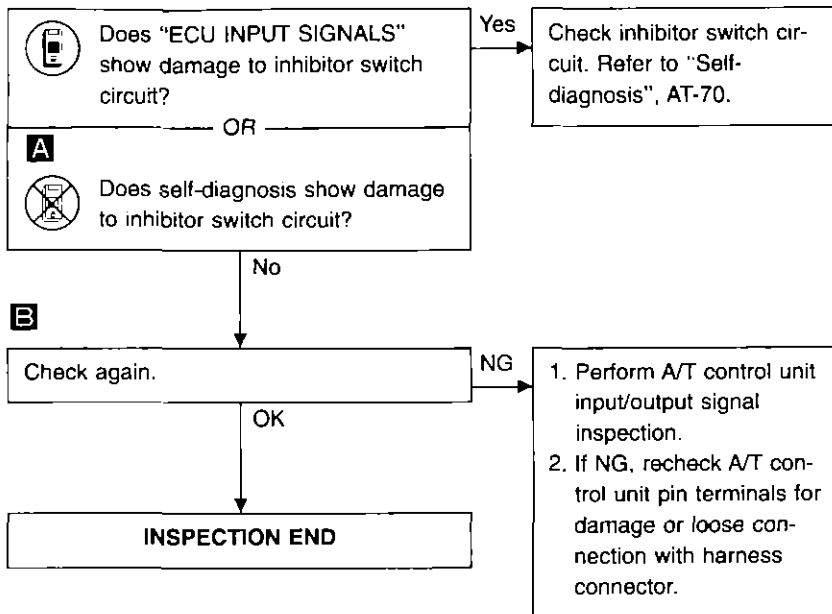 Does "ECU INPUT SIGNALS"
show damage to inhibitor switch
circuit?
Yes
Check inhibitor switch cir-
cuit. Refer to "Self-
diagnosis", AT-70.
OR
A
Does self-diagnosis show damage
to inhibitor switch circuit?
No
B
Check again.
NG
1. Perform A/T control unit
input/output signal
inspection.
2. If NG, recheck A/T con-
trol unit pin terminals for
damage or loose con-
nection with harness
connector.
OK
INSPECTION END